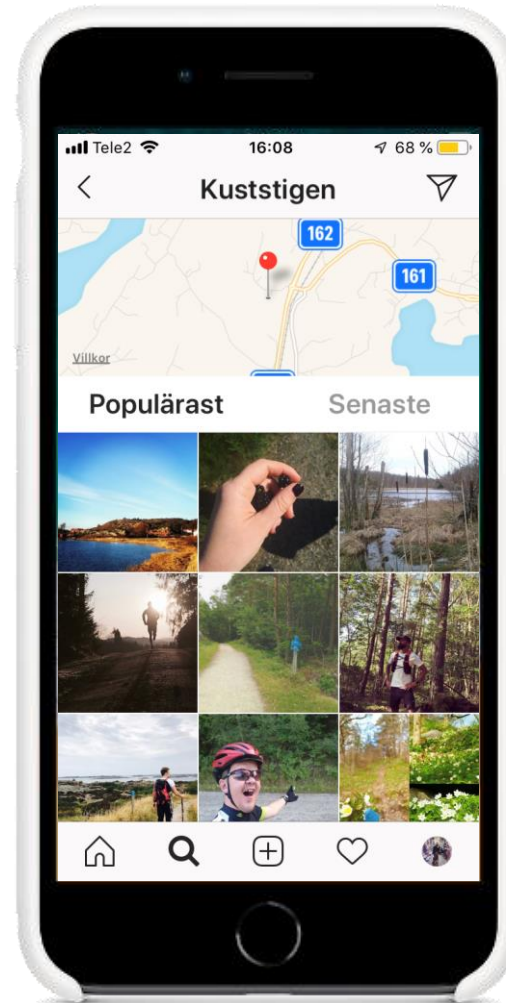 Tele2 16:08 68 %
Kuststigen
162
161
Villkor
Populärast Senaste